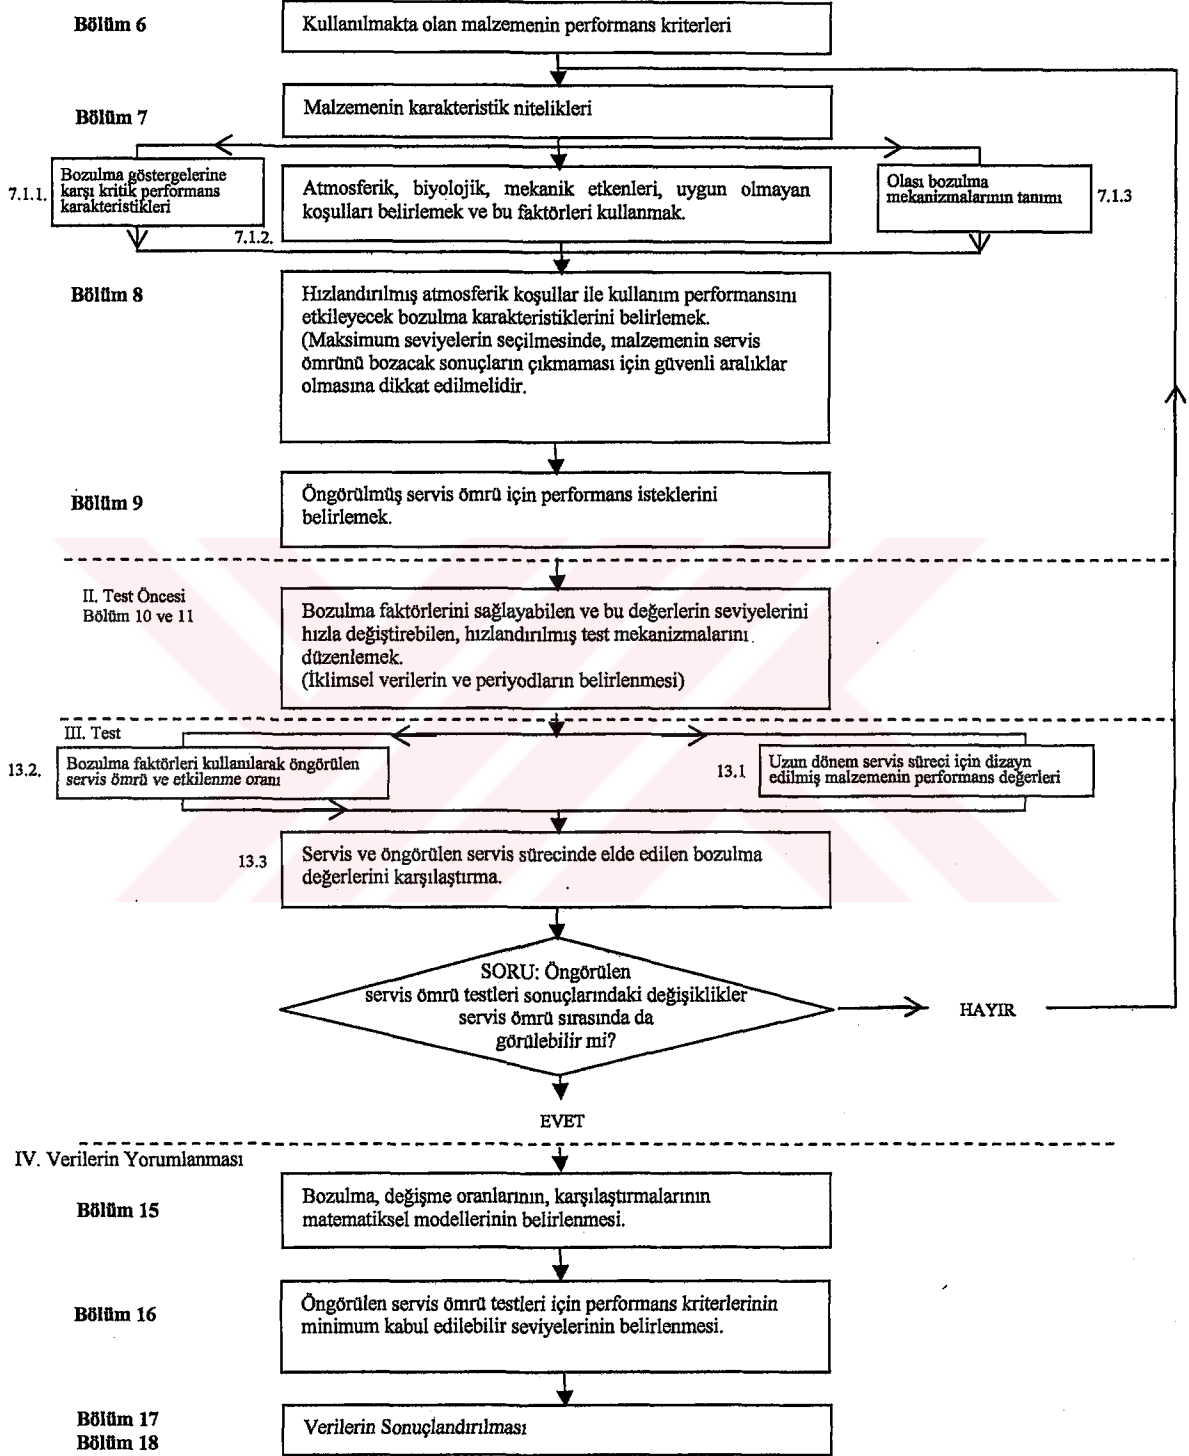 Bölüm 6
Kullanılmakta olan malzemenin performans kriterleri
Bölüm 7
Malzemenin karakteristik nitelikleri
7.1.1.
Bozulma göstergelerine
karşı kritik performans
karakteristikleri
7.1.2.
Atmosferik, biyolojik, mekanik etkenleri, uygun olmayan
koşulları belirlemek ve bu faktörleri kullanmak.
Olası bozulma
mekanizmalarının tanımı
7.1.3
Bölüm 8
Hızlandırılmış atmosferik koşullar ile kullanım performansını
etkileyecek bozulma karakteristiklerini belirlemek.
(Maksimum seviyelerin seçilmesinde, malzemenin servis
ömrünü bozacak sonuçların çıkmaması için güvenli aralıklar
olmasına dikkat edilmelidir.
Bölüm 9
Öngörülmüş servis ömrü için performans isteklerini
belirlemek.
II. Test Öncesi
Bölüm 10 ve 11
Bozulma faktörlerini sağlayabilen ve bu değerlerin seviyelerini
hızla değiştirebilen, hızlandırılmış test mekanizmalarını
düzenlemek.
(İklimsel verilerin ve periyodların belirlenmesi)
III. Test
13.2.
Bozulma faktörleri kullanılarak öngörülen
servis ömrü ve etkilenme oranı
13.1
Uzun dönem servis süreci için dizayn
edilmiş malzemenin performans değerleri
13.3
Servis ve öngörülen servis sürecinde elde edilen bozulma
değerlerini karşılaştırma.
SORU: Öngörülen
servis ömrü testleri sonuçlarındaki değişiklikler
servis ömrü sırasında da
görülebilir mi?
HAYIR
EVET
IV. Verilerin Yorumlanması
Bölüm 15
Bozulma, değişme oranlarının, karşılaştırmalarının
matematiksel modellerinin belirlenmesi.
Bölüm 16
Öngörülen servis ömrü testleri için performans kriterlerinin
minimum kabul edilebilir seviyelerinin belirlenmesi.
Bölüm 17
Bölüm 18
Verilerin Sonuçlandırılması